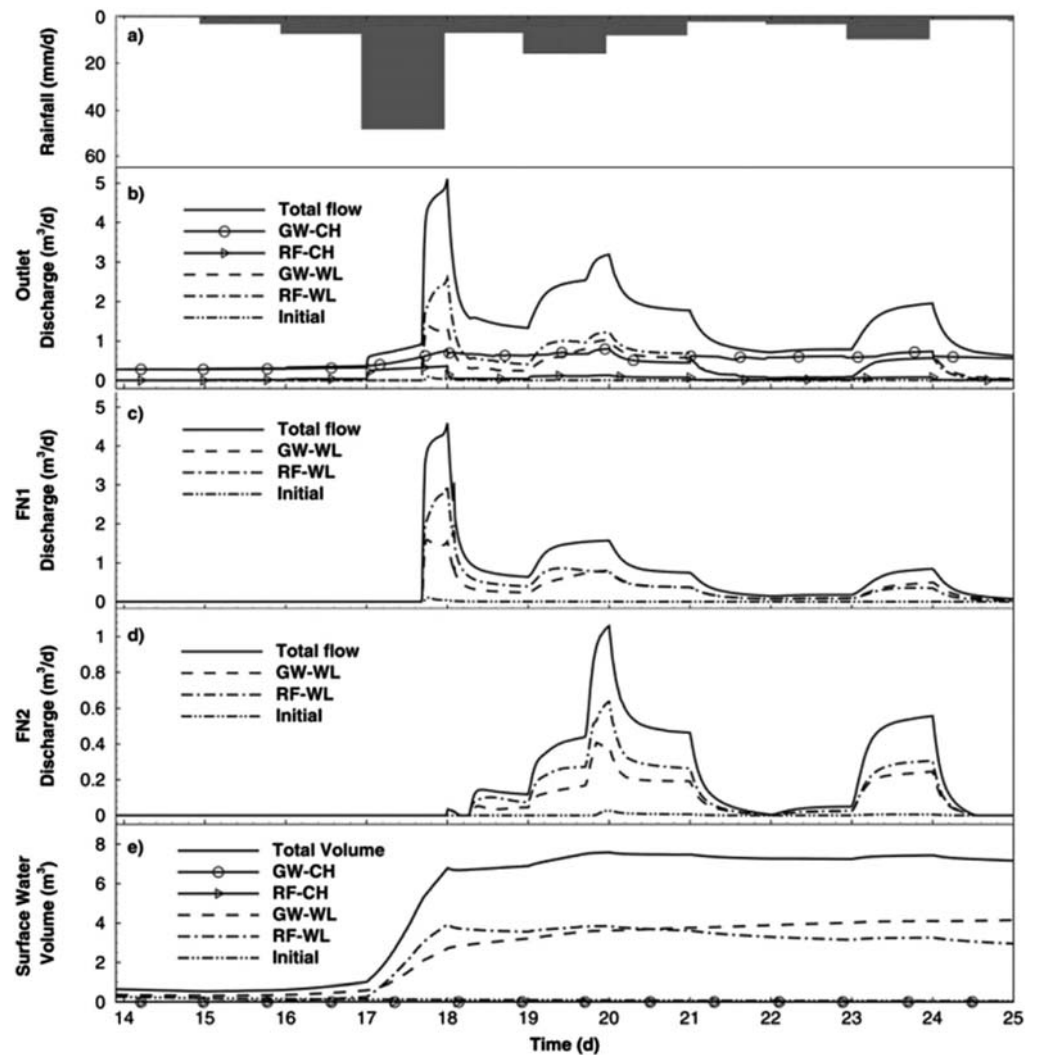 a)
Rainfall (mm/d)
0
20
40
60
b)
Outlet
Discharge (m³/d)
5
4
3
2
1
0
Total flow
GW-CH
RF-CH
GW-WL
RF-WL
Initial
c)
FN1
Discharge (m³/d)
5
4
3
2
1
0
Total flow
GW-WL
RF-WL
Initial
d)
FN2
Discharge (m³/d)
1
0.8
0.6
0.4
0.2
0
Total flow
GW-WL
RF-WL
Initial
e)
Surface Water
Volume (m³)
8
6
4
2
0
Total Volume
GW-CH
RF-CH
GW-WL
RF-WL
Initial
14 15 16 17 18 19 20 21 22 23 24 25
Time (d)